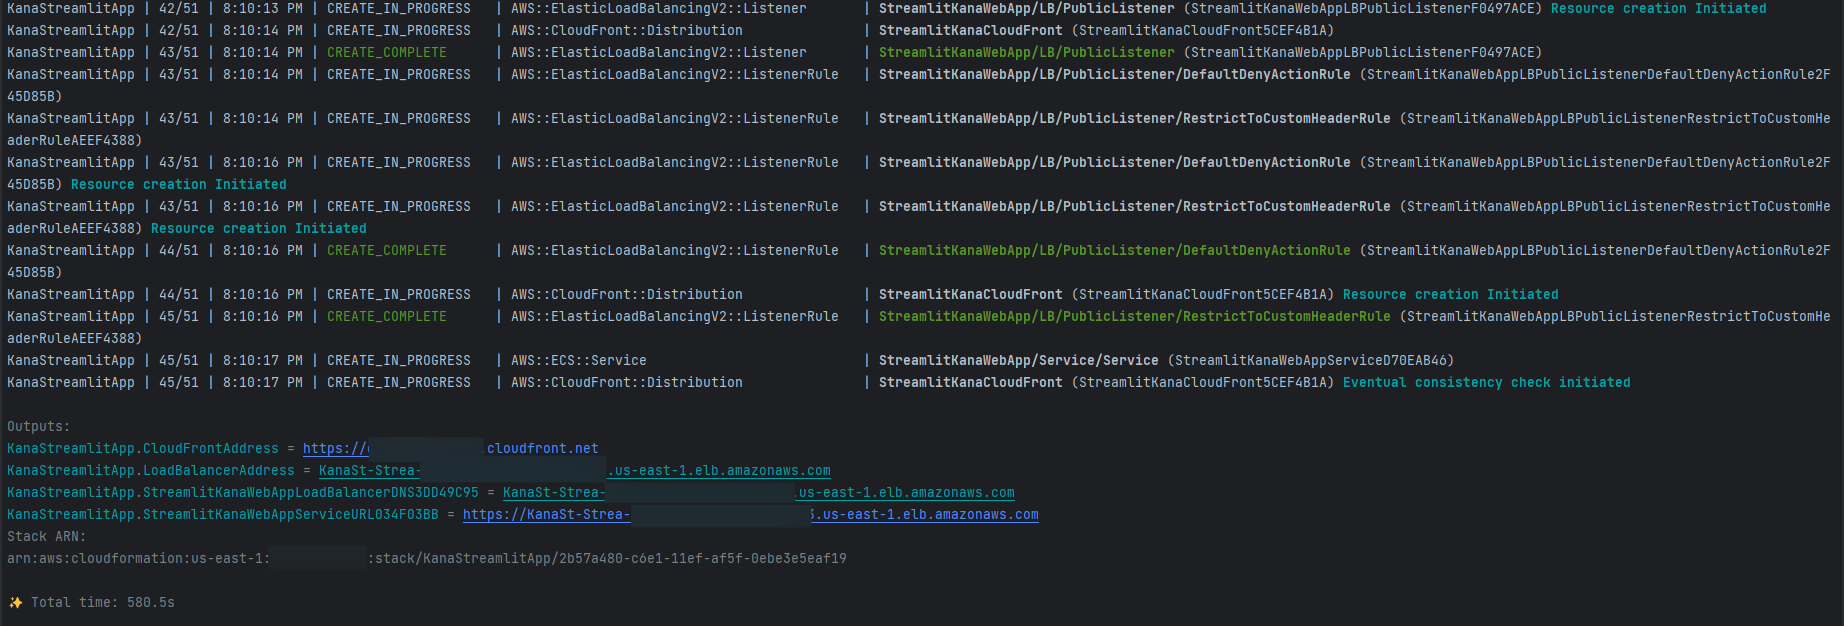 KanaStreamlitApp | 42/51 | 8:10:13 PM | CREATE_IN_PROGRESS   | AWS::ElasticLoadBalancingV2::Listener       | StreamlitKanaWebApp/LB/PublicListener (StreamlitKanaWebAppLBPublicListenerF0497ACE) Resource creation Initiated
KanaStreamlitApp | 42/51 | 8:10:14 PM | CREATE_IN_PROGRESS   | AWS::CloudFront::Distribution               | StreamlitKanaCloudFront (StreamlitKanaCloudFront5CEF4B1A)
KanaStreamlitApp | 43/51 | 8:10:14 PM | CREATE_COMPLETE      | AWS::ElasticLoadBalancingV2::Listener       | StreamlitKanaWebApp/LB/PublicListener (StreamlitKanaWebAppLBPublicListenerF0497ACE)
KanaStreamlitApp | 43/51 | 8:10:14 PM | CREATE_IN_PROGRESS   | AWS::ElasticLoadBalancingV2::ListenerRule   | StreamlitKanaWebApp/LB/PublicListener/DefaultDenyActionRule (StreamlitKanaWebAppLBPublicListenerDefaultDenyActionRule2F
45D85B)
KanaStreamlitApp | 43/51 | 8:10:14 PM | CREATE_IN_PROGRESS   | AWS::ElasticLoadBalancingV2::ListenerRule   | StreamlitKanaWebApp/LB/PublicListener/RestrictToCustomHeaderRule (StreamlitKanaWebAppLBPublicListenerRestrictToCustomHe
aderRuleAEEF4388)
KanaStreamlitApp | 43/51 | 8:10:16 PM | CREATE_IN_PROGRESS   | AWS::ElasticLoadBalancingV2::ListenerRule   | StreamlitKanaWebApp/LB/PublicListener/DefaultDenyActionRule (StreamlitKanaWebAppLBPublicListenerDefaultDenyActionRule2F
45D85B) Resource creation Initiated
KanaStreamlitApp | 43/51 | 8:10:16 PM | CREATE_IN_PROGRESS   | AWS::ElasticLoadBalancingV2::ListenerRule   | StreamlitKanaWebApp/LB/PublicListener/RestrictToCustomHeaderRule (StreamlitKanaWebAppLBPublicListenerRestrictToCustomHe
aderRuleAEEF4388) Resource creation Initiated
KanaStreamlitApp | 44/51 | 8:10:16 PM | CREATE_COMPLETE      | AWS::ElasticLoadBalancingV2::ListenerRule   | StreamlitKanaWebApp/LB/PublicListener/DefaultDenyActionRule (StreamlitKanaWebAppLBPublicListenerDefaultDenyActionRule2F
45D85B)
KanaStreamlitApp | 44/51 | 8:10:16 PM | CREATE_IN_PROGRESS   | AWS::CloudFront::Distribution               | StreamlitKanaCloudFront (StreamlitKanaCloudFront5CEF4B1A) Resource creation Initiated
KanaStreamlitApp | 45/51 | 8:10:16 PM | CREATE_COMPLETE      | AWS::ElasticLoadBalancingV2::ListenerRule   | StreamlitKanaWebApp/LB/PublicListener/RestrictToCustomHeaderRule (StreamlitKanaWebAppLBPublicListenerRestrictToCustomHe
aderRuleAEEF4388)
KanaStreamlitApp | 45/51 | 8:10:17 PM | CREATE_IN_PROGRESS   | AWS::ECS::Service                           | StreamlitKanaWebApp/Service/Service (StreamlitKanaWebAppServiceD70EAB46)
KanaStreamlitApp | 45/51 | 8:10:17 PM | CREATE_IN_PROGRESS   | AWS::CloudFront::Distribution               | StreamlitKanaCloudFront (StreamlitKanaCloudFront5CEF4B1A) Eventual consistency check initiated
Outputs:
KanaStreamlitApp.CloudFrontAddress = https:// .cloudfront.net
KanaStreamlitApp.LoadBalancerAddress = KanaSt-Strea- .us-east-1.elb.amazonaws.com
KanaStreamlitApp.StreamlitKanaWebAppLoadBalancerDNS3DD49C95 = KanaSt-Strea- .us-east-1.elb.amazonaws.com
KanaStreamlitApp.StreamlitKanaWebAppServiceURL034F03BB = https://KanaSt-Strea- .us-east-1.elb.amazonaws.com
Stack ARN:
arn:aws:cloudformation:us-east-1: :stack/KanaStreamlitApp/2b57a480-c6e1-11ef-af5f-0ebe3e5eaf19
✨ Total time: 580.5s